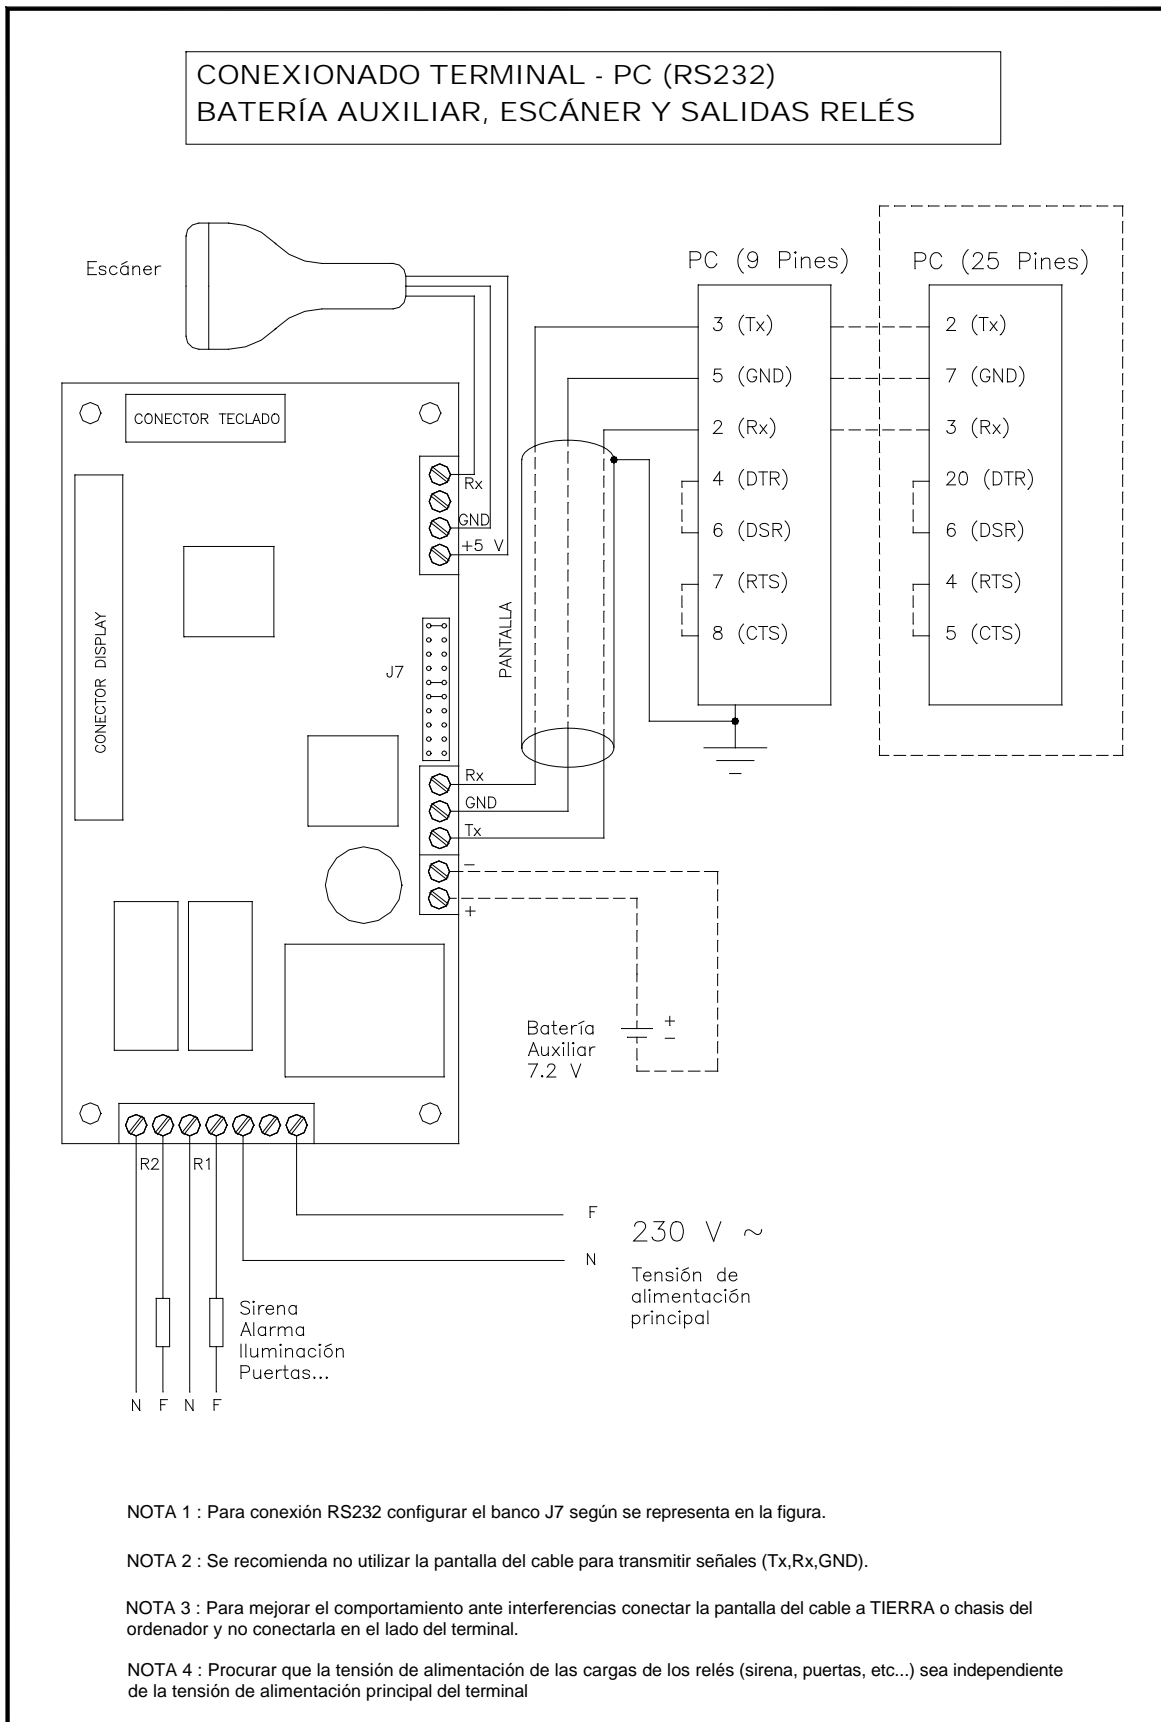 CONEXIONADO TERMINAL - PC (RS232)
BATERÍA AUXILIAR, ESCÁNER Y SALIDAS RELÉS
Escáner
PC (9 Pines)
PC (25 Pines)
3 (Tx)
5 (GND)
2 (Rx)
4 (DTR)
6 (DSR)
7 (RTS)
8 (CTS)
2 (Tx)
7 (GND)
3 (Rx)
20 (DTR)
6 (DSR)
4 (RTS)
5 (CTS)
CONECTOR TECLADO
CONECTOR DISPLAY
Rx
GND
+5 V
J7
PANTALLA
Rx
GND
Tx
-
+
Batería
Auxiliar
7.2 V
+
-
R2
R1
F
N
230 V ~
Tensión de
alimentación
principal
Sirena
Alarma
Iluminación
Puertas...
N F N F
NOTA 1 : Para conexión RS232 configurar el banco J7 según se representa en la figura.
NOTA 2 : Se recomienda no utilizar la pantalla del cable para transmitir señales (Tx,Rx,GND).
NOTA 3 : Para mejorar el comportamiento ante interferencias conectar la pantalla del cable a TIERRA o chasis del
ordenador y no conectarla en el lado del terminal.
NOTA 4 : Procurar que la tensión de alimentación de las cargas de los relés (sirena, puertas, etc...) sea independiente
de la tensión de alimentación principal del terminal